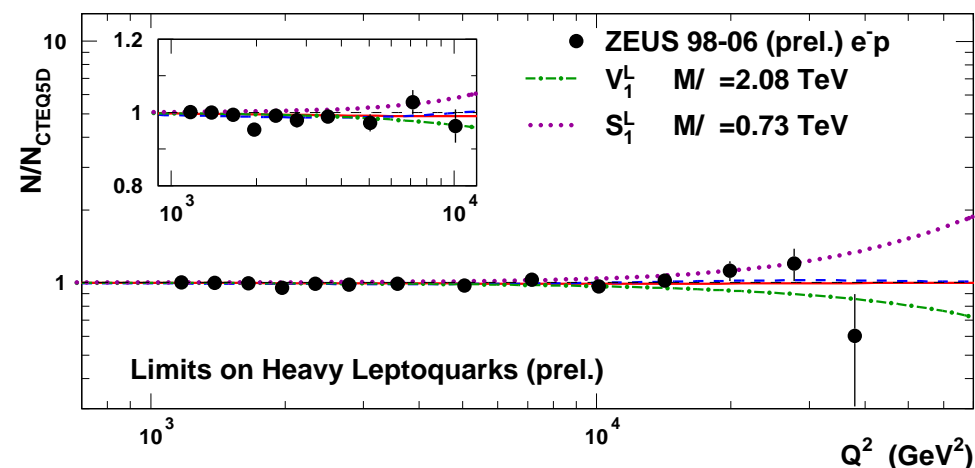 10
1.2
1
0.8
10³ 10⁴
ZEUS 98-06 (prel.) e⁻p
V₁ᴸ M/ =2.08 TeV
S₁ᴸ M/ =0.73 TeV
N/N_CTEQ5D
1
Limits on Heavy Leptoquarks (prel.)
10³ 10⁴
Q² (GeV²)